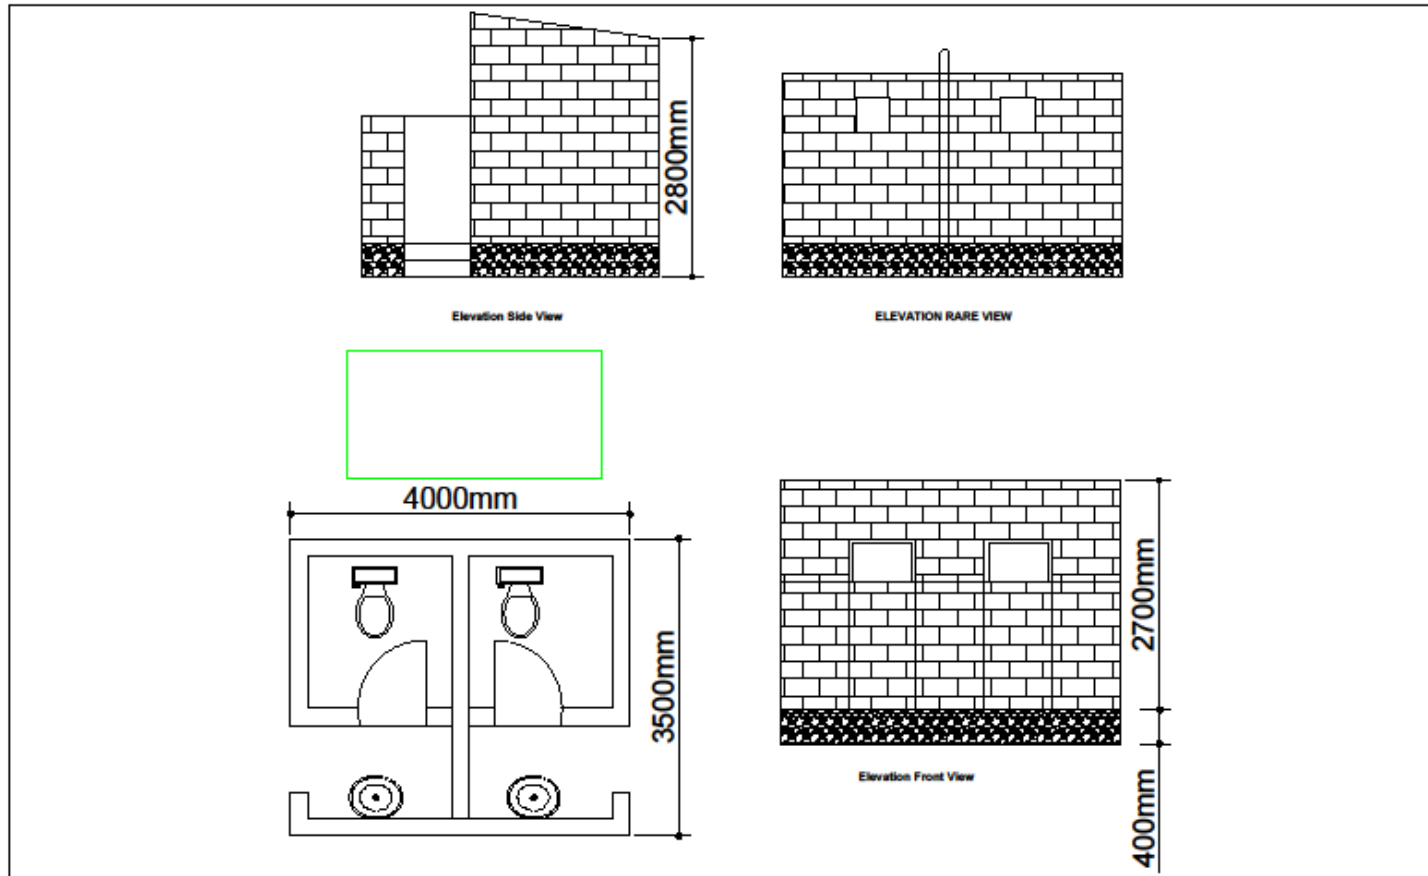 2800mm
Elevation Side View
ELEVATION RARE VIEW
4000mm
3500mm
2700mm
Elevation Front View
400mm